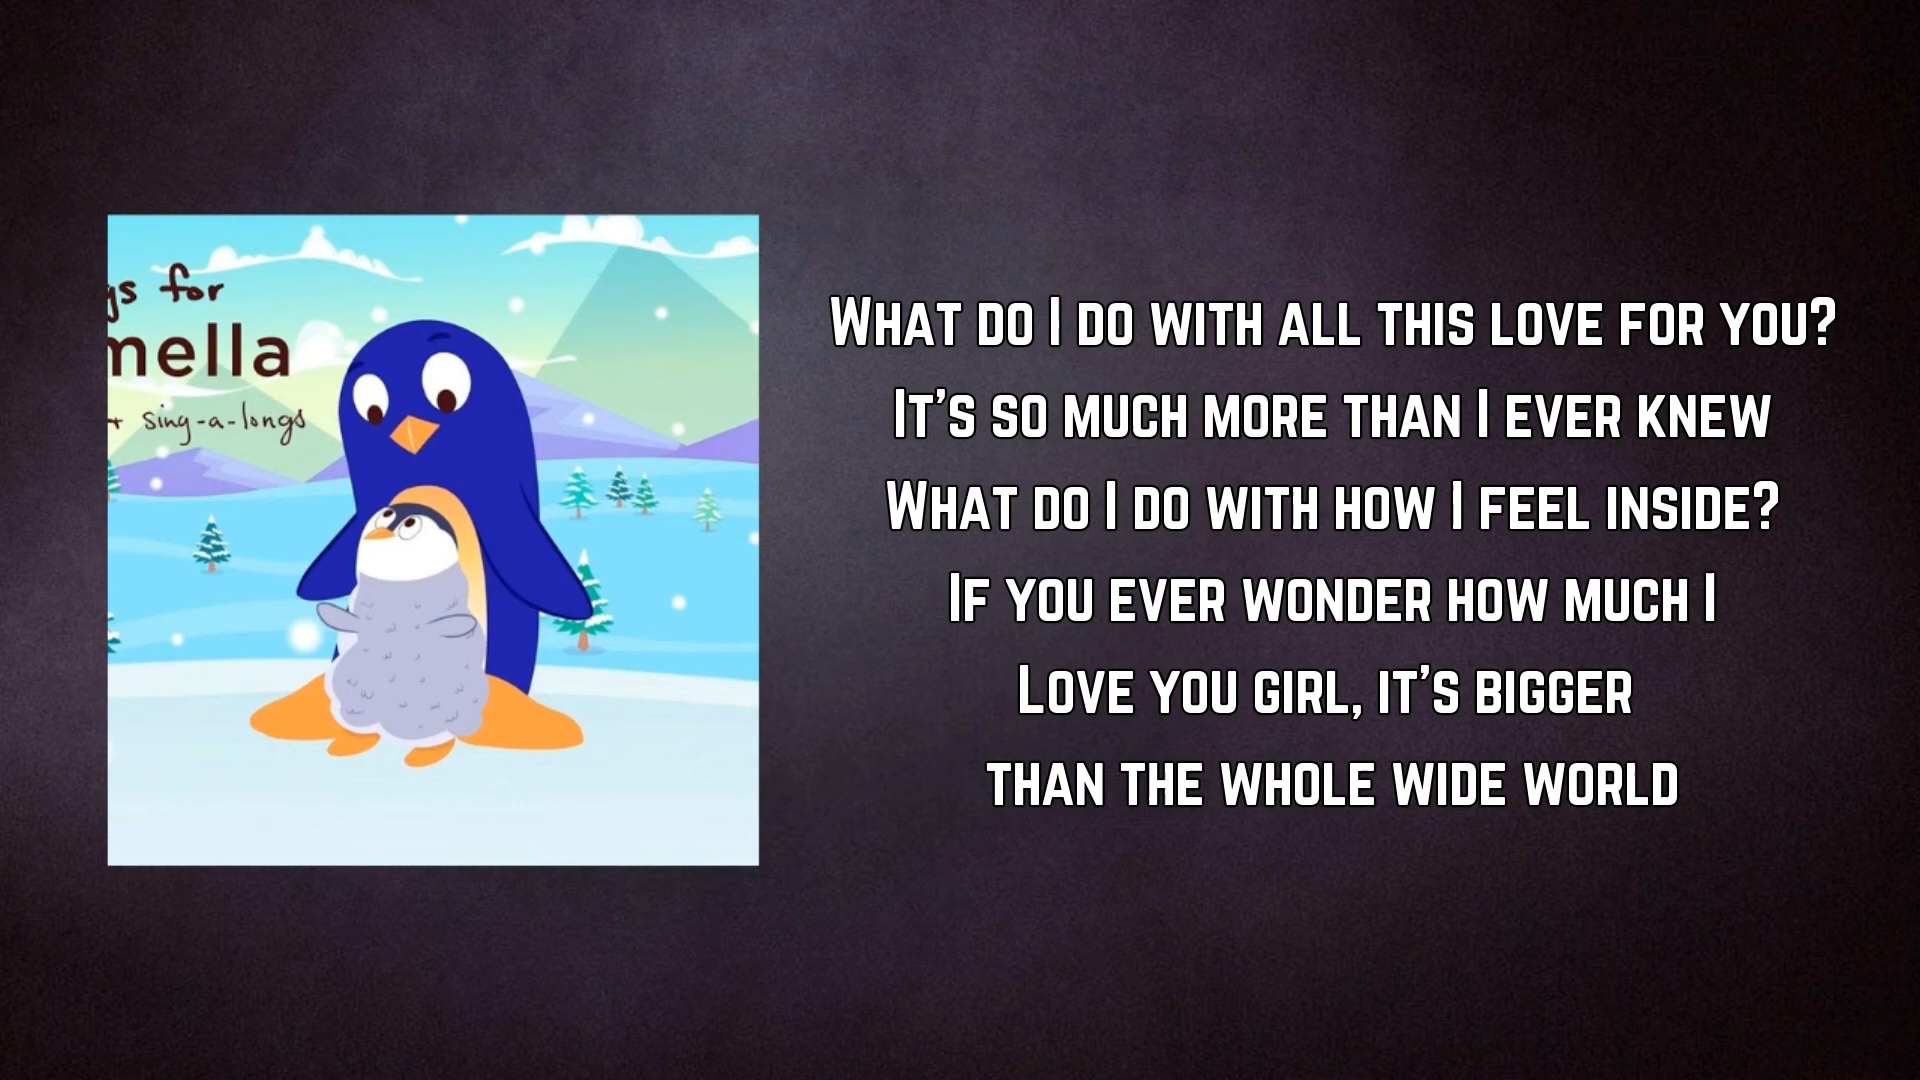 gs for
mella
sing-a-longs
What do I do with all this love for you?
It's so much more than I ever knew
What do I do with how I feel inside?
If you ever wonder how much I
Love you girl, it's bigger
than the whole wide world